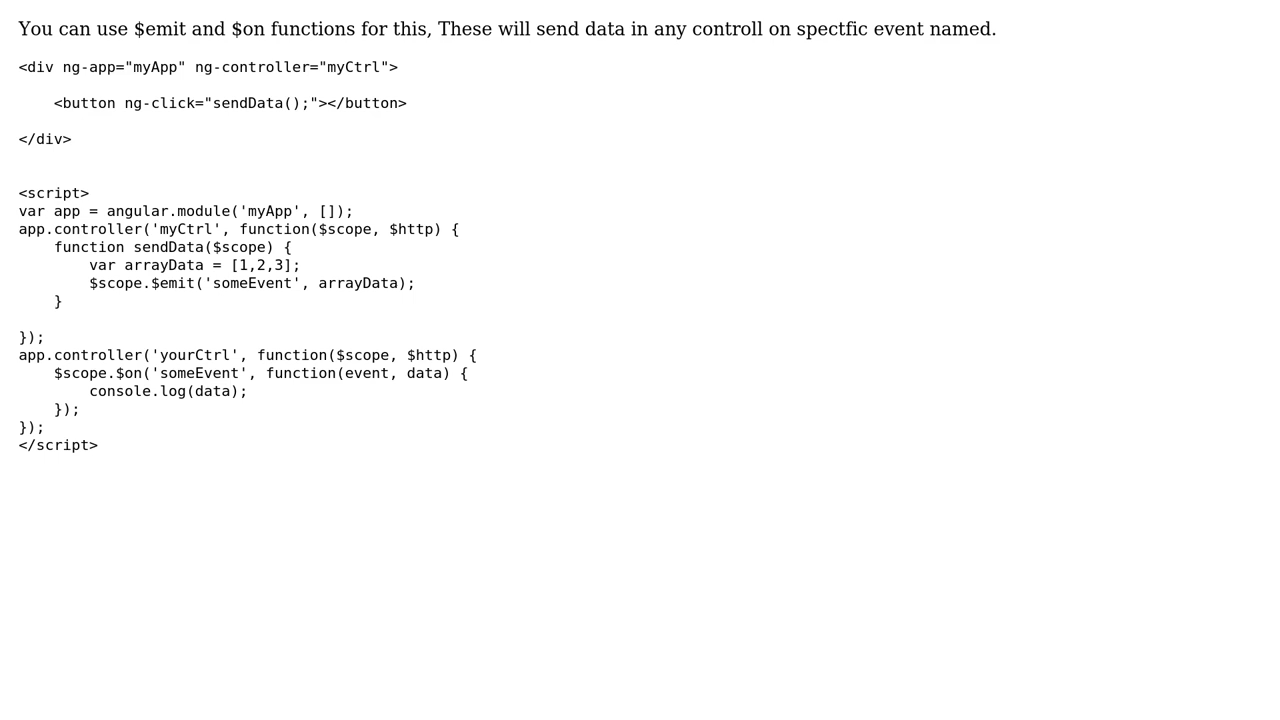 You can use $emit and $on functions for this, These will send data in any controll on spectfic event named.
<div ng-app="myApp" ng-controller="myCtrl">
    <button ng-click="sendData();"></button>
</div>
<script>
var app = angular.module('myApp', []);
app.controller('myCtrl', function($scope, $http) {
    function sendData($scope) {
        var arrayData = [1,2,3];
        $scope.$emit('someEvent', arrayData);
    }
});
app.controller('yourCtrl', function($scope, $http) {
    $scope.$on('someEvent', function(event, data) {
        console.log(data);
    });
});
</script>